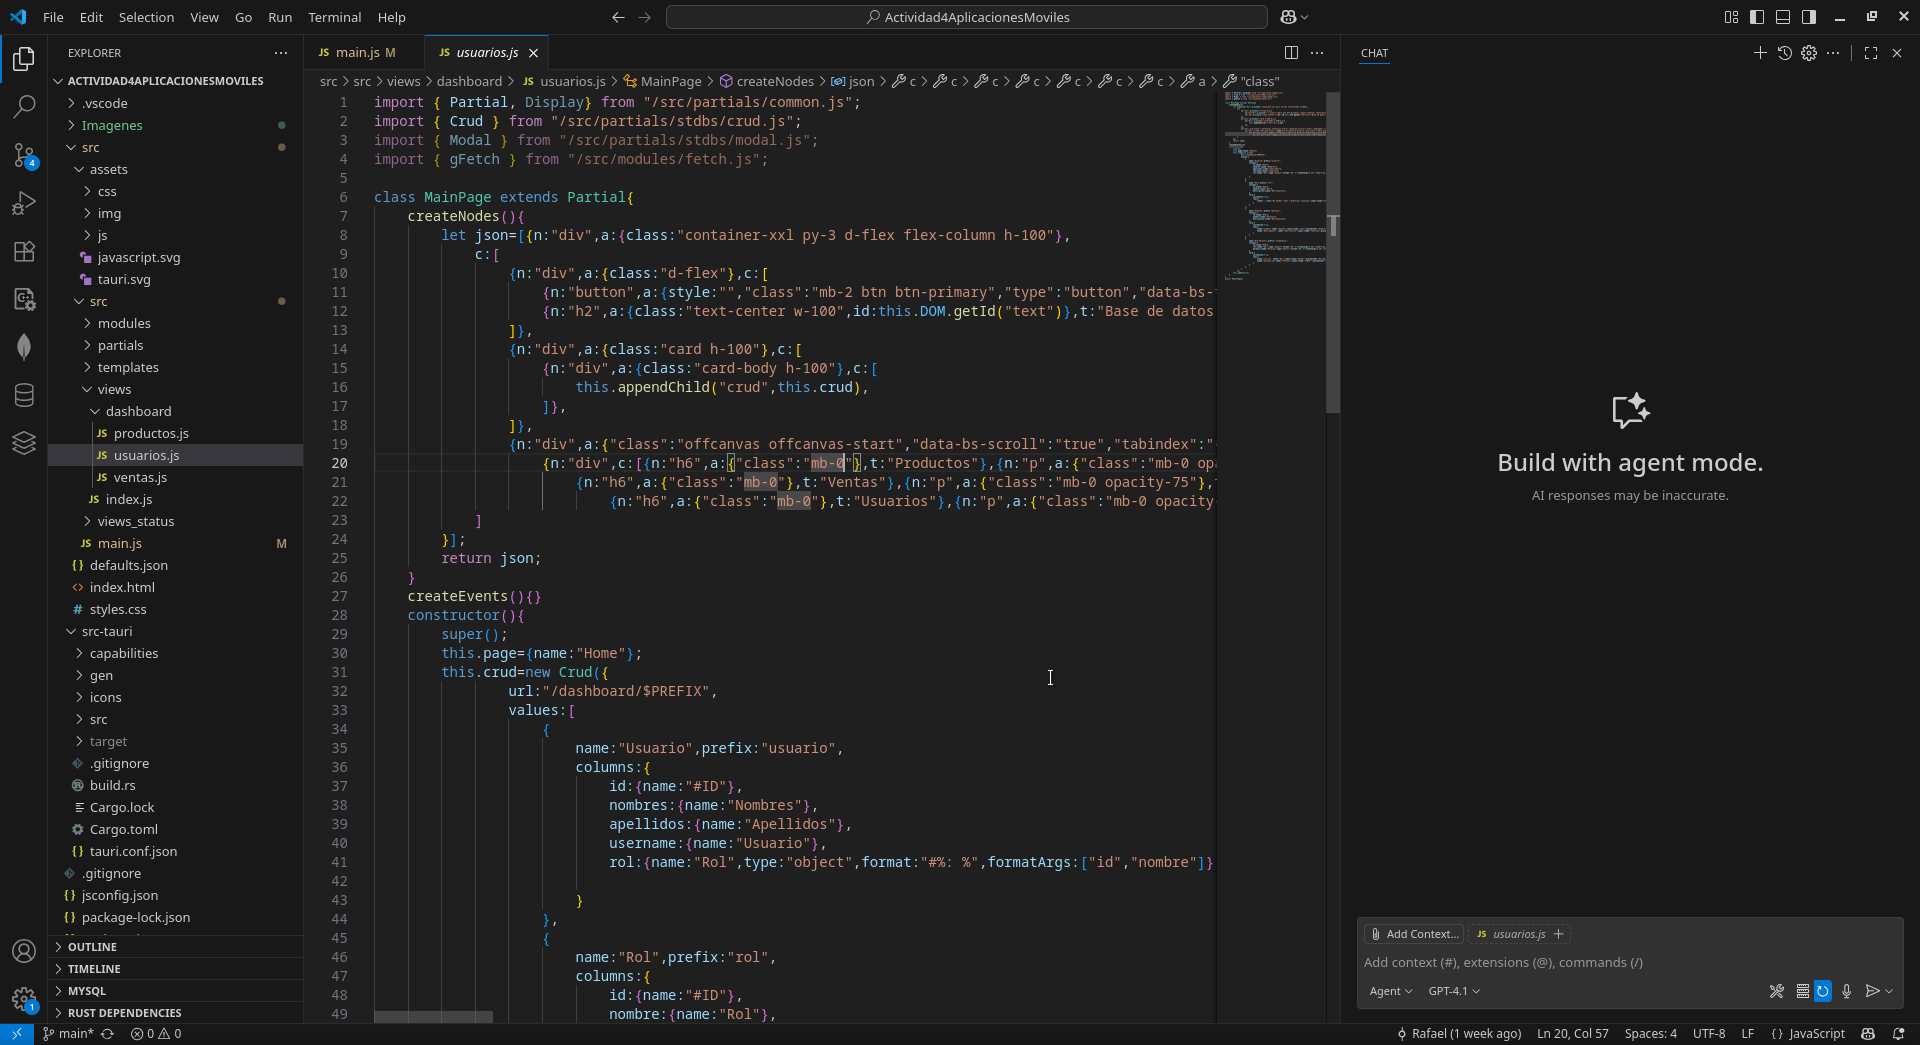 File Edit Selection View Go Run Terminal Help
Actividad4AplicacionesMoviles
EXPLORER
ACTIVIDAD4APLICACIONESMOVILES
.vscode
Imagenes
src
assets
css
img
js
javascript.svg
tauri.svg
src
modules
partials
templates
views
dashboard
JS productos.js
JS usuarios.js
JS ventas.js
JS index.js
views_status
JS main.js M
{} defaults.json
<> index.html
# styles.css
src-tauri
capabilities
gen
icons
src
target
.gitignore
build.rs
Cargo.lock
Cargo.toml
{} tauri.conf.json
.gitignore
{} jsconfig.json
{} package-lock.json
OUTLINE
TIMELINE
MYSQL
RUST DEPENDENCIES
4
1
JS main.js M
JS usuarios.js
src > src > views > dashboard > JS usuarios.js > MainPage > createNodes > json > c > c > c > c > c > c > c > a > "class"
1 import { Partial, Display} from "/src/partials/common.js";
2 import { Crud } from "/src/partials/stdbs/crud.js";
3 import { Modal } from "/src/partials/stdbs/modal.js";
4 import { gFetch } from "/src/modules/fetch.js";
5
6 class MainPage extends Partial{
7 createNodes(){
8 let json=[{n:"div",a:{class:"container-xxl py-3 d-flex flex-column h-100"},
9 c:[
10 {n:"div",a:{class:"d-flex"},c:[
11 {n:"button",a:{style:"","class":"mb-2 btn btn-primary","type":"button","data-bs-
12 {n:"h2",a:{class:"text-center w-100",id:this.DOM.getId("text")},t:"Base de datos
13 ]},
14 {n:"div",a:{class:"card h-100"},c:[
15 {n:"div",a:{class:"card-body h-100"},c:[
16 this.appendChild("crud",this.crud),
17 ]},
18 ]},
19 {n:"div",a:{"class":"offcanvas offcanvas-start","data-bs-scroll":"true","tabindex":"-
20 {n:"div",c:[{n:"h6",a:{"class":"mb-0"},t:"Productos"},{n:"p",a:{"class":"mb-0 opa
21 {n:"h6",a:{"class":"mb-0"},t:"Ventas"},{n:"p",a:{"class":"mb-0 opacity-75"},
22 {n:"h6",a:{"class":"mb-0"},t:"Usuarios"},{n:"p",a:{"class":"mb-0 opacity
23 ]
24 }];
25 return json;
26 }
27 createEvents(){}
28 constructor(){
29 super();
30 this.page={name:"Home"};
31 this.crud=new Crud({
32 url:"/dashboard/$PREFIX",
33 values:[
34 {
35 name:"Usuario",prefix:"usuario",
36 columns:{
37 id:{name:"#ID"},
38 nombres:{name:"Nombres"},
39 apellidos:{name:"Apellidos"},
40 username:{name:"Usuario"},
41 rol:{name:"Rol",type:"object",format:"#%: %",formatArgs:["id","nombre"]}
42
43 }
44 },
45 {
46 name:"Rol",prefix:"rol",
47 columns:{
48 id:{name:"#ID"},
49 nombre:{name:"Rol"},
CHAT
Build with agent mode.
AI responses may be inaccurate.
Add Context...
JS usuarios.js
Add context (#), extensions (@), commands (/)
Agent GPT-4.1
main* 0 0 Rafael (1 week ago) Ln 20, Col 57 Spaces: 4 UTF-8 LF {} JavaScript